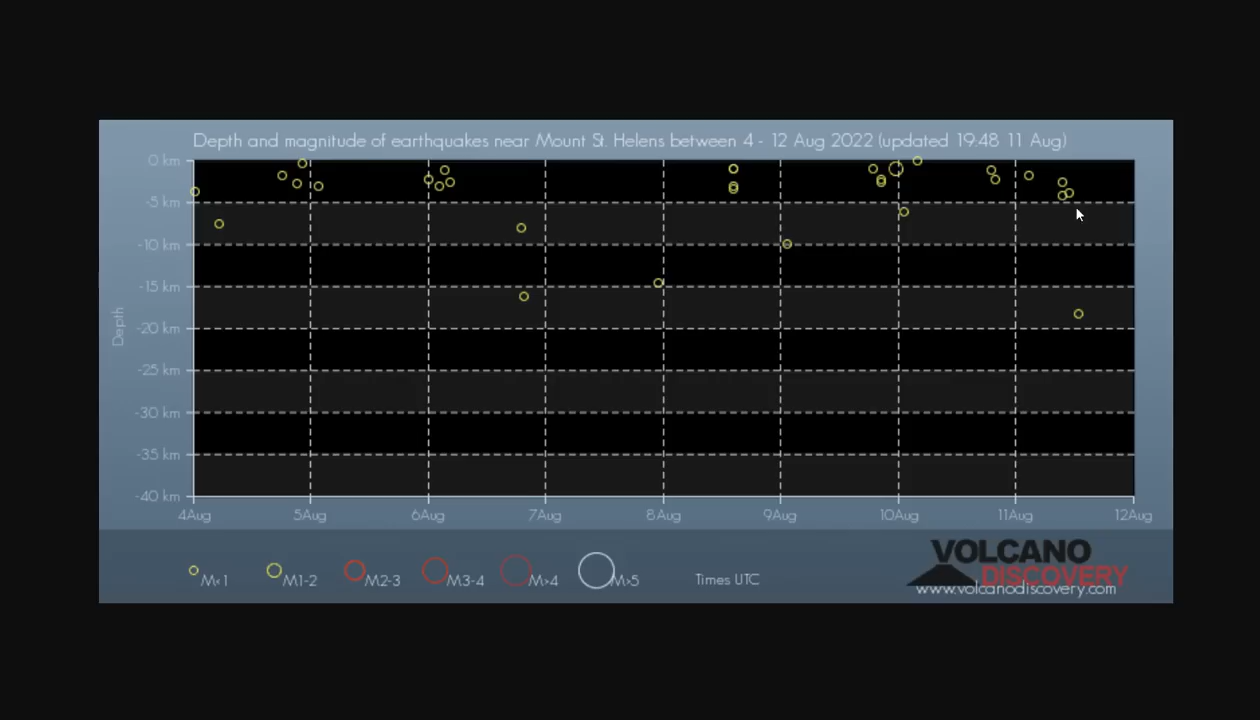 Depth and magnitude of earthquakes near Mount St. Helens between 4 - 12 Aug 2022 (updated 19:48 11 Aug)
0 km
-5 km
-10 km
-15 km
-20 km
-25 km
-30 km
-35 km
-40 km
Depth
4Aug 5Aug 6Aug 7Aug 8Aug 9Aug 10Aug 11Aug 12Aug
M<1 M1-2 M2-3 M3-4 M>4 M>5 Times UTC
VOLCANO
DISCOVERY
www.volcanodiscovery.com